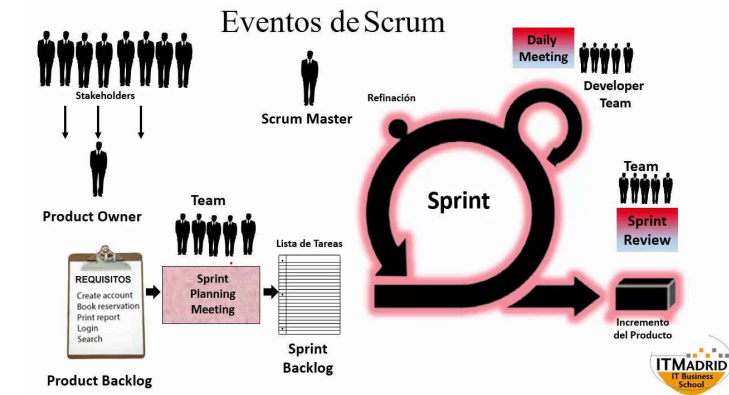 Eventos de Scrum
Stakeholders
Product Owner
Scrum Master
Refinación
Daily
Meeting
Developer
Team
Sprint
Team
Sprint
Review
Team
Sprint
Planning
Meeting
Lista de Tareas
Sprint
Backlog
REQUISITOS
Create account
Book reservation
Print report
Login
Search
Product Backlog
Incremento
del Producto
ITMADRID
IT Business
School